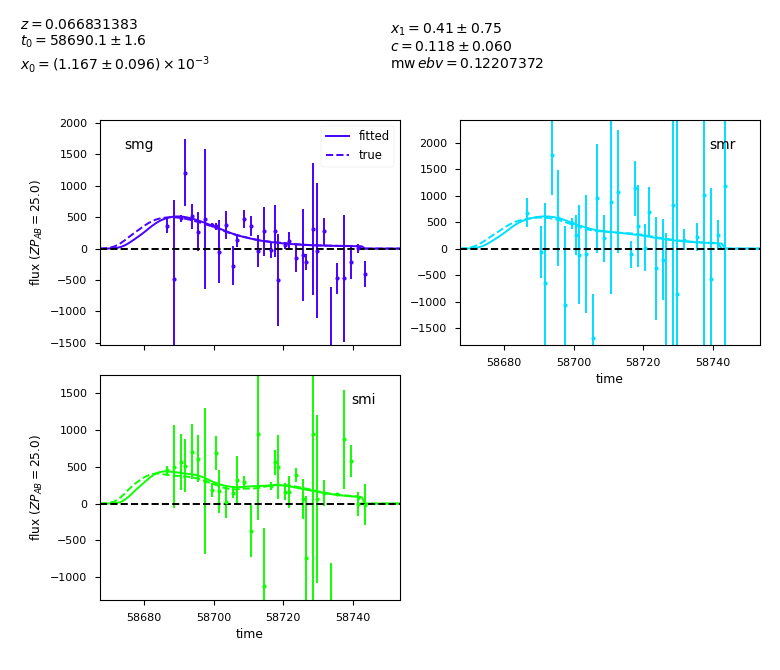 z = 0.066831383
t₀ = 58690.1 ± 1.6
x₀ = (1.167 ± 0.096) × 10⁻³
x₁ = 0.41 ± 0.75
c = 0.118 ± 0.060
mw ebv = 0.12207372
smg
fitted
true
2000
1500
1000
500
0
−500
−1000
−1500
flux (ZP_AB = 25.0)
smr
2000
1500
1000
500
0
−500
−1000
−1500
58680
58700
58720
58740
time
smi
1500
1000
500
0
−500
−1000
flux (ZP_AB = 25.0)
58680
58700
58720
58740
time